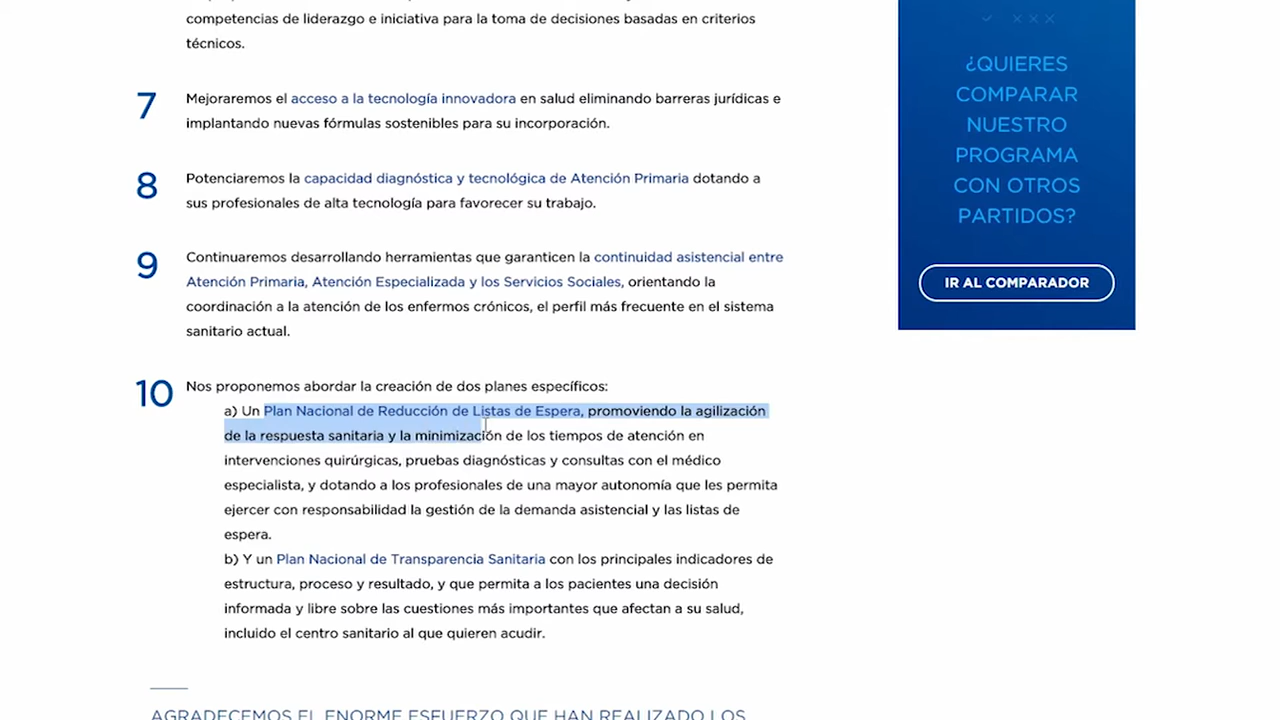 competencias de liderazgo e iniciativa para la toma de decisiones basadas en criterios
técnicos.
7
Mejoraremos el acceso a la tecnología innovadora en salud eliminando barreras jurídicas e
implantando nuevas fórmulas sostenibles para su incorporación.
8
Potenciaremos la capacidad diagnóstica y tecnológica de Atención Primaria dotando a
sus profesionales de alta tecnología para favorecer su trabajo.
9
Continuaremos desarrollando herramientas que garanticen la continuidad asistencial entre
Atención Primaria, Atención Especializada y los Servicios Sociales, orientando la
coordinación a la atención de los enfermos crónicos, el perfil más frecuente en el sistema
sanitario actual.
10
Nos proponemos abordar la creación de dos planes específicos:
a) Un Plan Nacional de Reducción de Listas de Espera, promoviendo la agilización
de la respuesta sanitaria y la minimización de los tiempos de atención en
intervenciones quirúrgicas, pruebas diagnósticas y consultas con el médico
especialista, y dotando a los profesionales de una mayor autonomía que les permita
ejercer con responsabilidad la gestión de la demanda asistencial y las listas de
espera.
b) Y un Plan Nacional de Transparencia Sanitaria con los principales indicadores de
estructura, proceso y resultado, y que permita a los pacientes una decisión
informada y libre sobre las cuestiones más importantes que afectan a su salud,
incluido el centro sanitario al que quieren acudir.
AGRADECEMOS EL ENORME ESFUERZO QUE HAN REALIZADO LOS
¿QUIERES
COMPARAR
NUESTRO
PROGRAMA
CON OTROS
PARTIDOS?
IR AL COMPARADOR